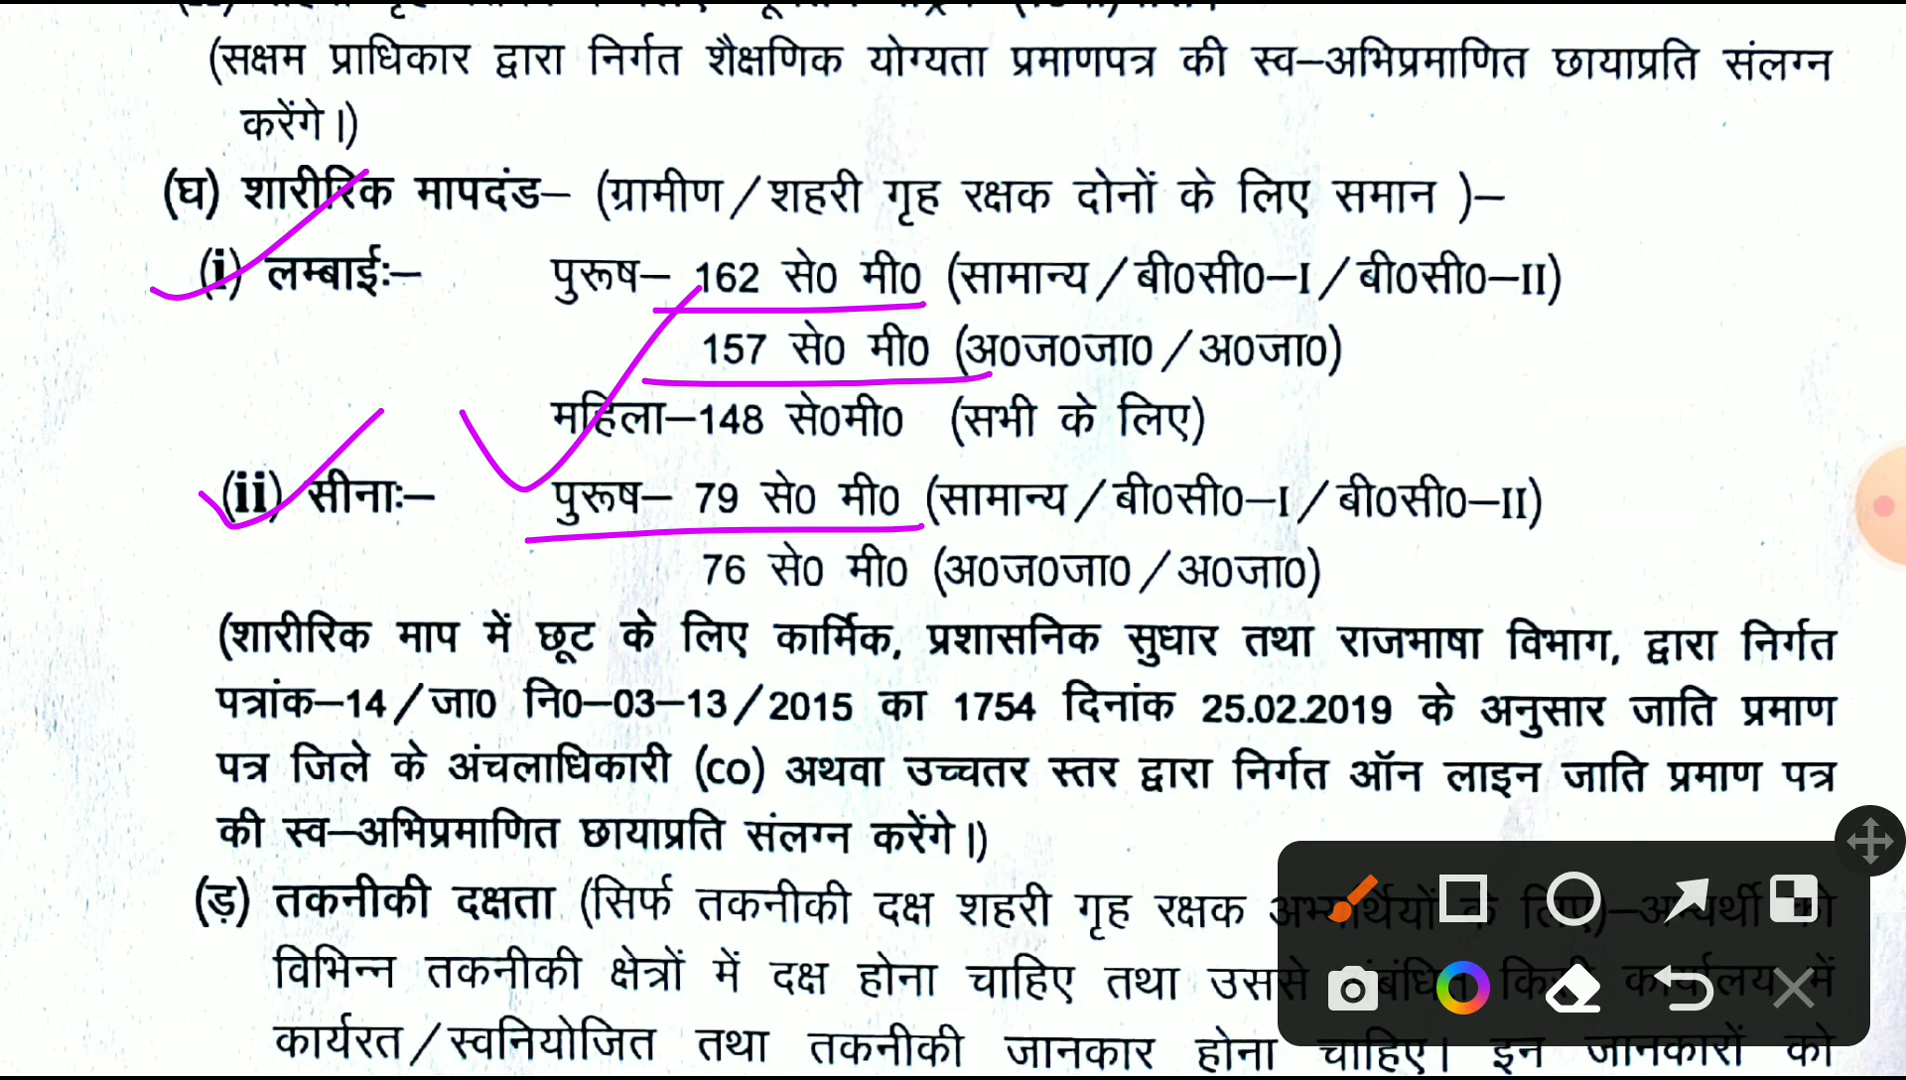 (सक्षम प्राधिकार द्वारा निर्गत शैक्षणिक योग्यता प्रमाणपत्र की स्व–अभिप्रमाणित छायाप्रति संलग्न
करेंगे।)
(घ) शारीरिक मापदंड– (ग्रामीण/शहरी गृह रक्षक दोनों के लिए समान )–
(i) लम्बाईः– पुरूष– 162 से0 मी0 (सामान्य/बी0सी0–I/बी0सी0–II)
157 से0 मी0 (अ0ज0जा0/अ0जा0)
महिला–148 से0मी0 (सभी के लिए)
(ii) सीनाः– पुरूष– 79 से0 मी0 (सामान्य/बी0सी0–I/बी0सी0–II)
76 से0 मी0 (अ0ज0जा0/अ0जा0)
(शारीरिक माप में छूट के लिए कार्मिक, प्रशासनिक सुधार तथा राजभाषा विभाग, द्वारा निर्गत
पत्रांक–14/जा0 नि0–03–13/2015 का 1754 दिनांक 25.02.2019 के अनुसार जाति प्रमाण
पत्र जिले के अंचलाधिकारी (co) अथवा उच्चतर स्तर द्वारा निर्गत ऑन लाइन जाति प्रमाण पत्र
की स्व–अभिप्रमाणित छायाप्रति संलग्न करेंगे।)
(ड़) तकनीकी दक्षता (सिर्फ तकनीकी दक्ष शहरी गृह रक्षक अभ्यर्थियों के लिए)–अभ्यर्थी को
विभिन्न तकनीकी क्षेत्रों में दक्ष होना चाहिए तथा उससे कार्यालय में
कार्यरत/स्वनियोजित तथा तकनीकी जानकार होना चाहिए। इन जानकारों को